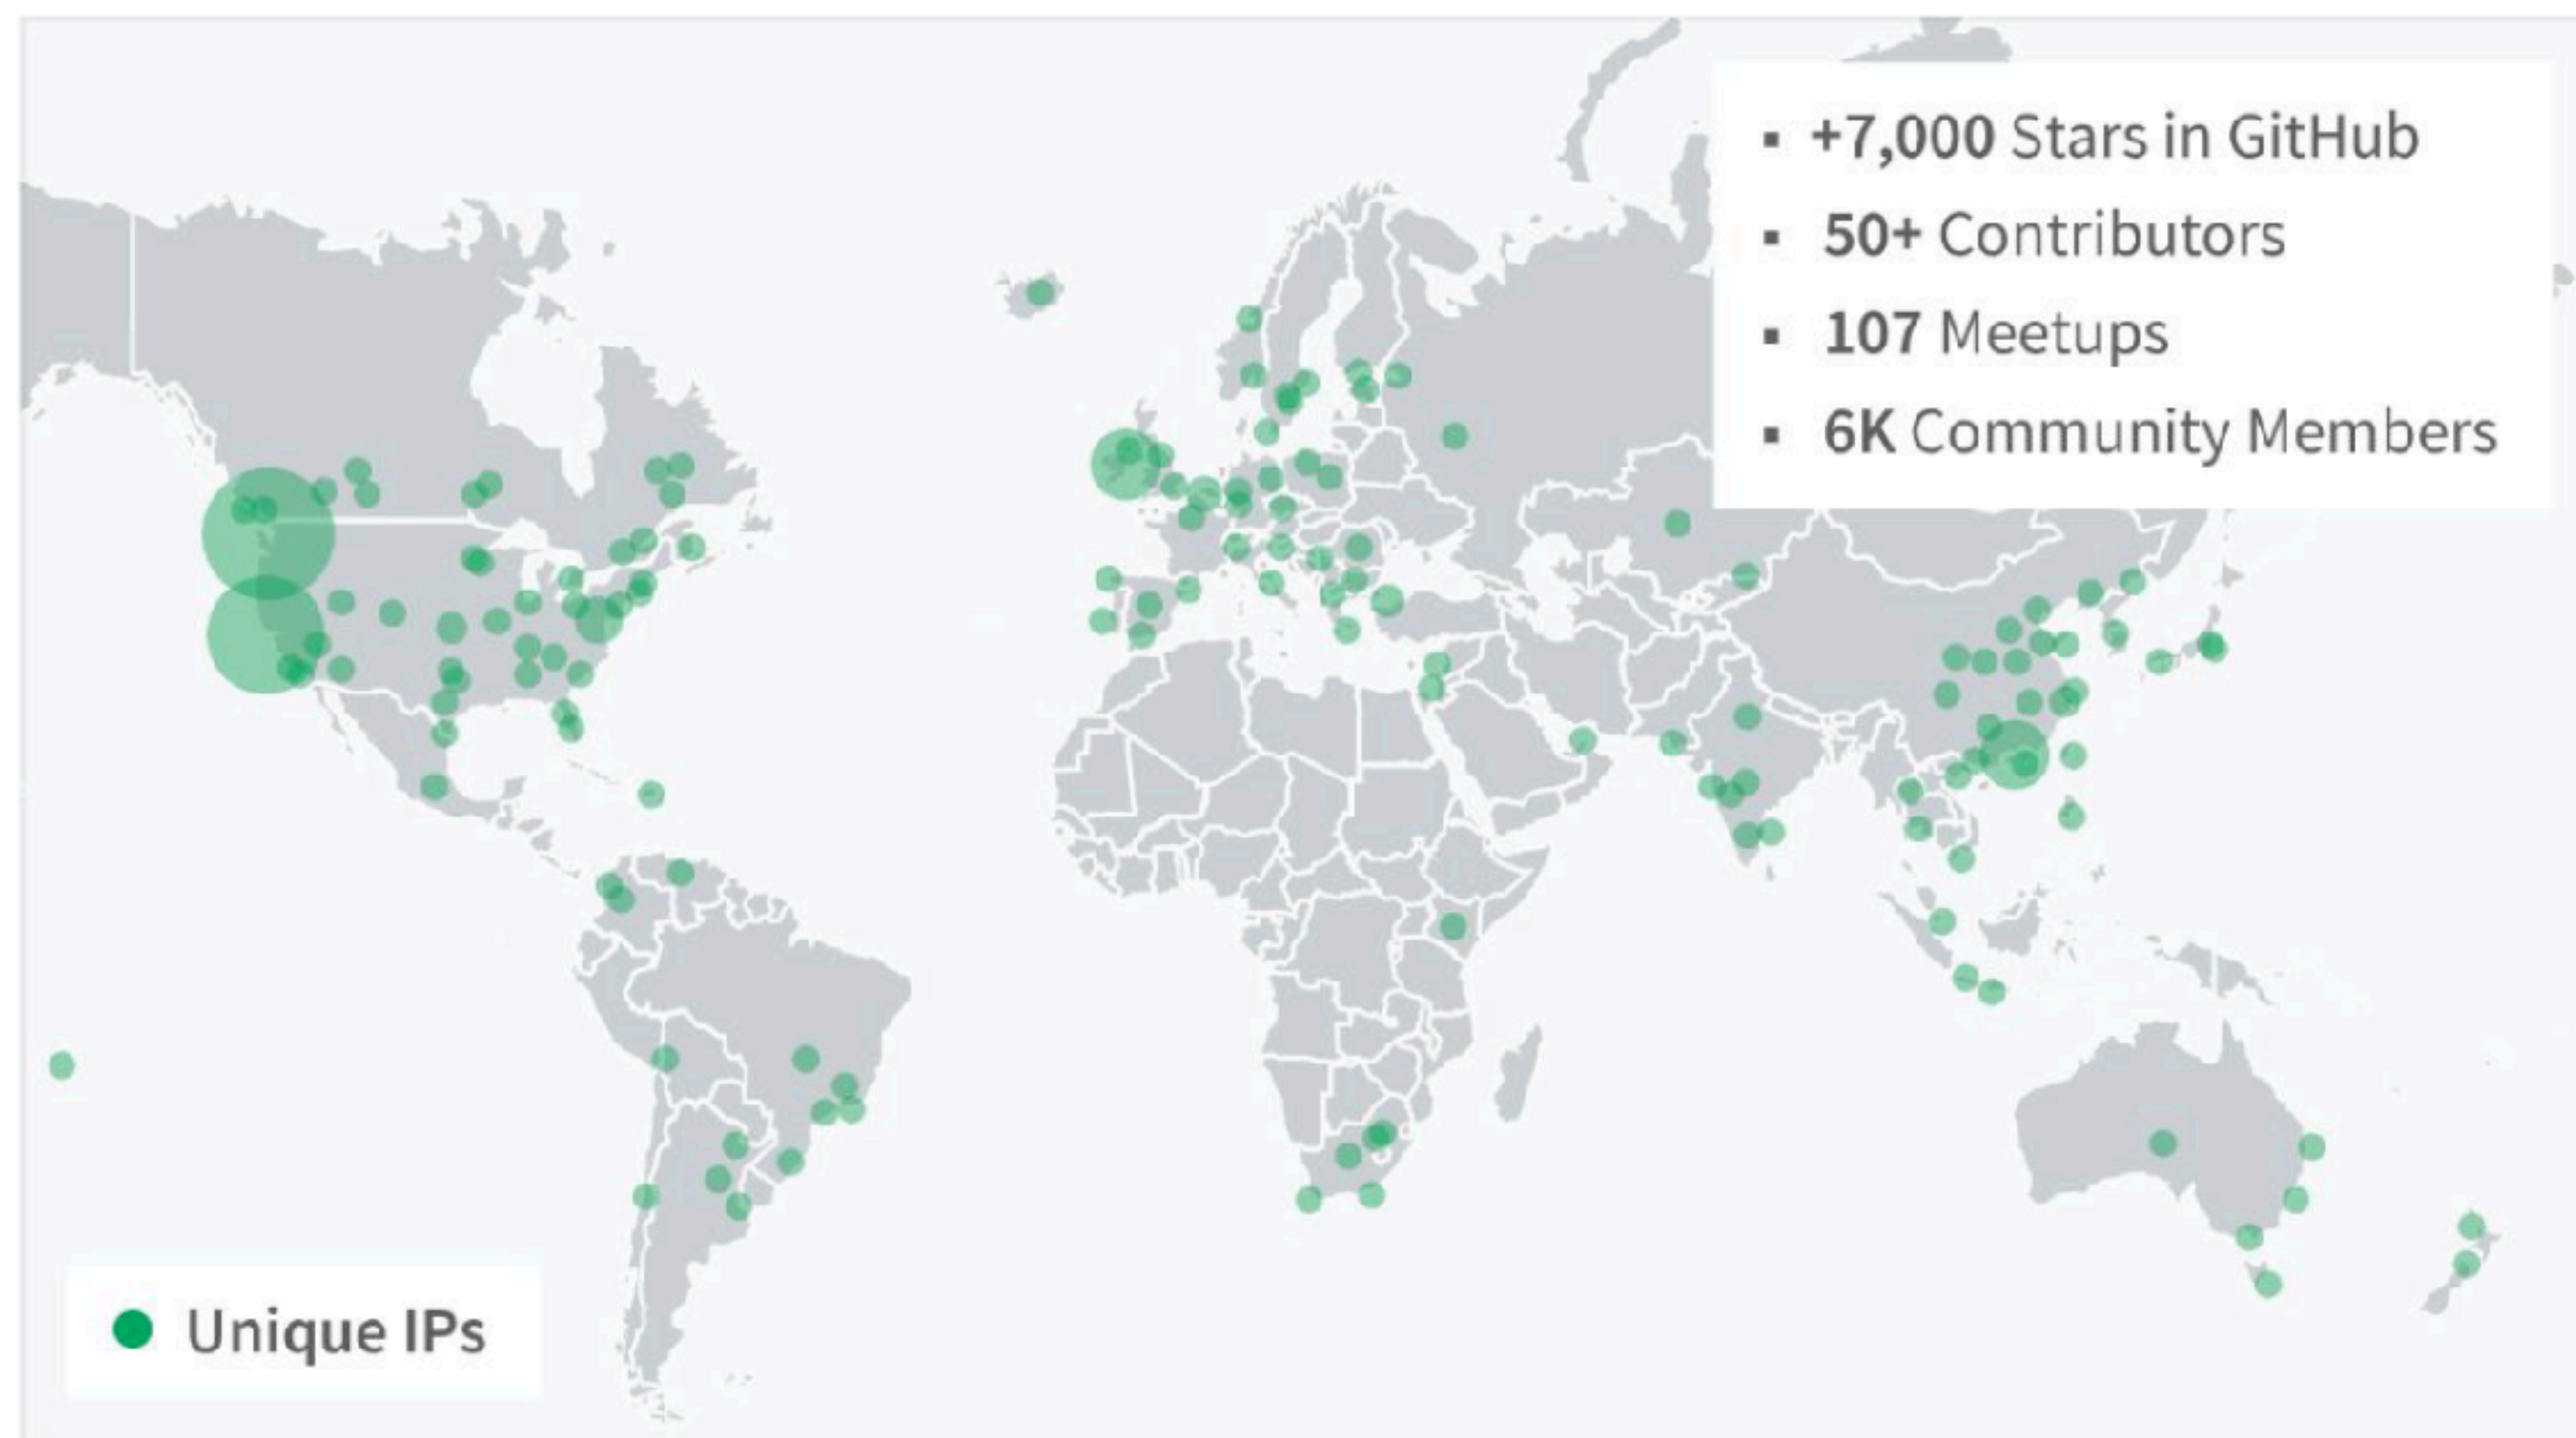 ▪ +7,000 Stars in GitHub
▪ 50+ Contributors
▪ 107 Meetups
▪ 6K Community Members
Unique IPs